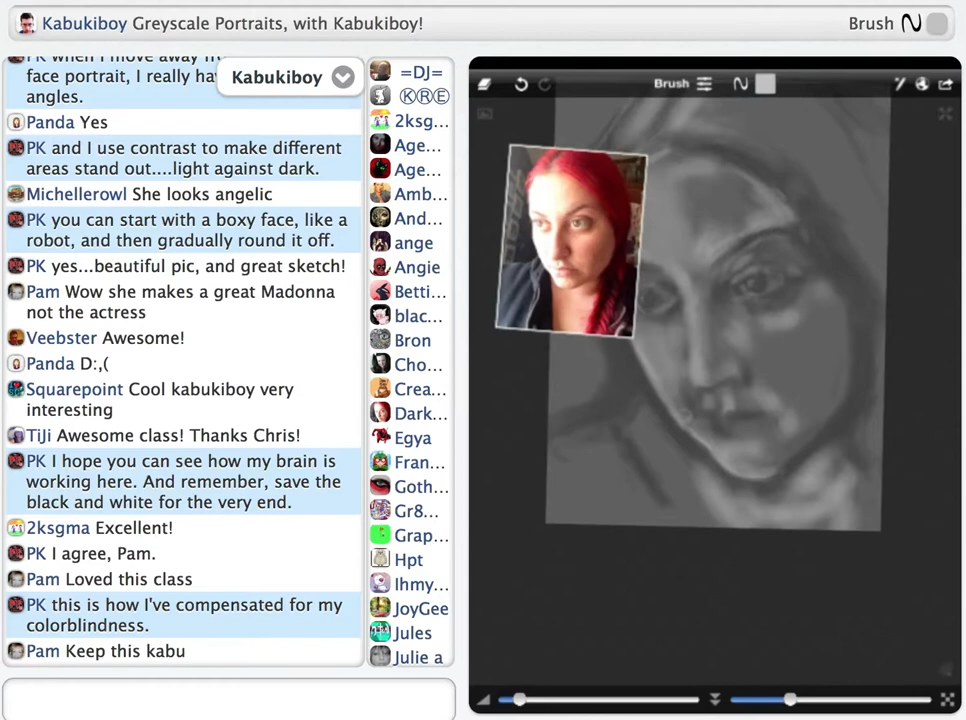 Kabukiboy Greyscale Portraits, with Kabukiboy!
Brush
face portrait, I really ha
angles.
Kabukiboy
Panda Yes
PK and I use contrast to make different
areas stand out....light against dark.
Michellerowl She looks angelic
PK you can start with a boxy face, like a
robot, and then gradually round it off.
PK yes...beautiful pic, and great sketch!
Pam Wow she makes a great Madonna
not the actress
Veebster Awesome!
Panda D:,(
Squarepoint Cool kabukiboy very
interesting
TiJi Awesome class! Thanks Chris!
PK I hope you can see how my brain is
working here. And remember, save the
black and white for the very end.
2ksgma Excellent!
PK I agree, Pam.
Pam Loved this class
PK this is how I've compensated for my
colorblindness.
Pam Keep this kabu
=DJ=
ⓀⓇⒺ
2ksg...
Age...
Age...
Amb...
And...
ange
Angie
Betti...
blac...
Bron
Cho...
Crea...
Dark...
Egya
Fran...
Goth...
Gr8...
Grap...
Hpt
Ihmy...
JoyGee
Jules
Julie a
Brush